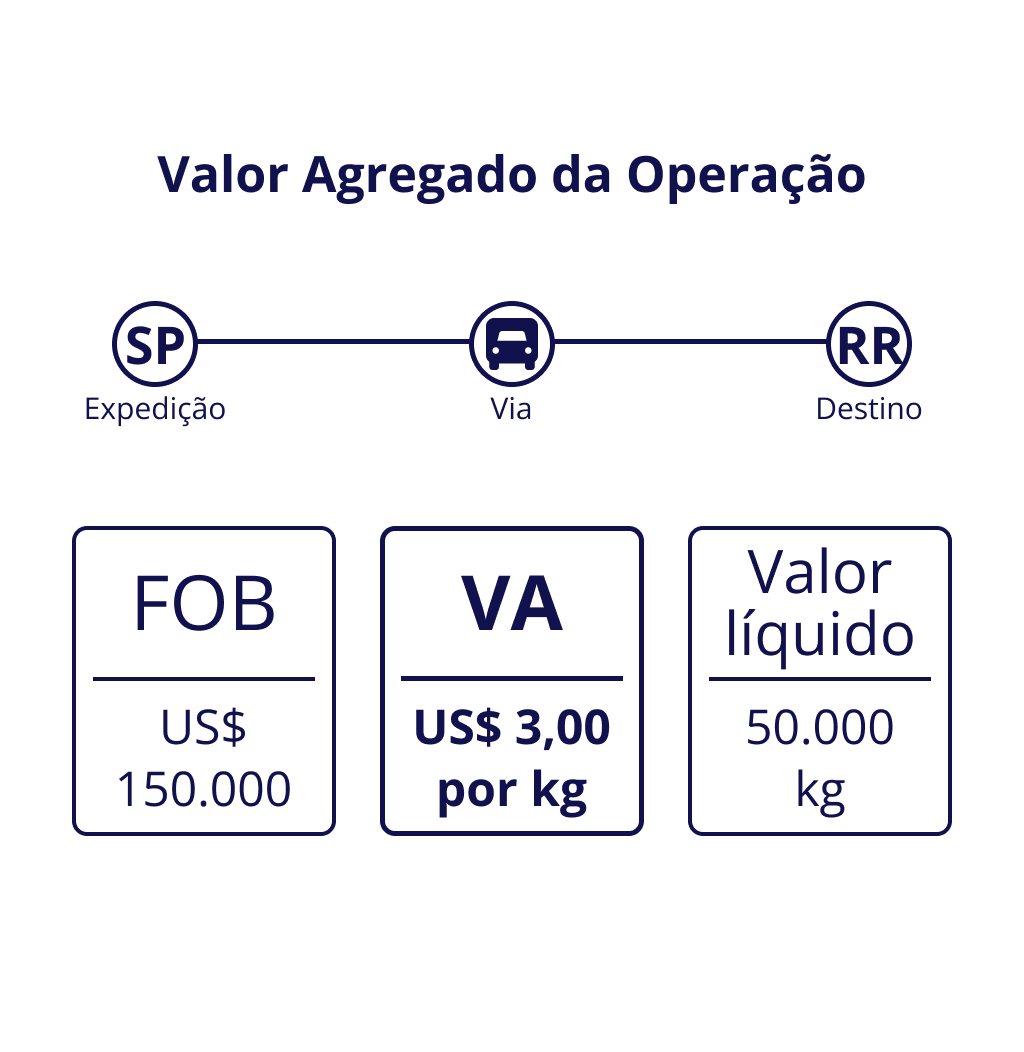 Valor Agregado da Operação
SP
RR
Expedição
Via
Destino
FOB
US$
150.000
VA
US$ 3,00
por kg
Valor
líquido
50.000
kg